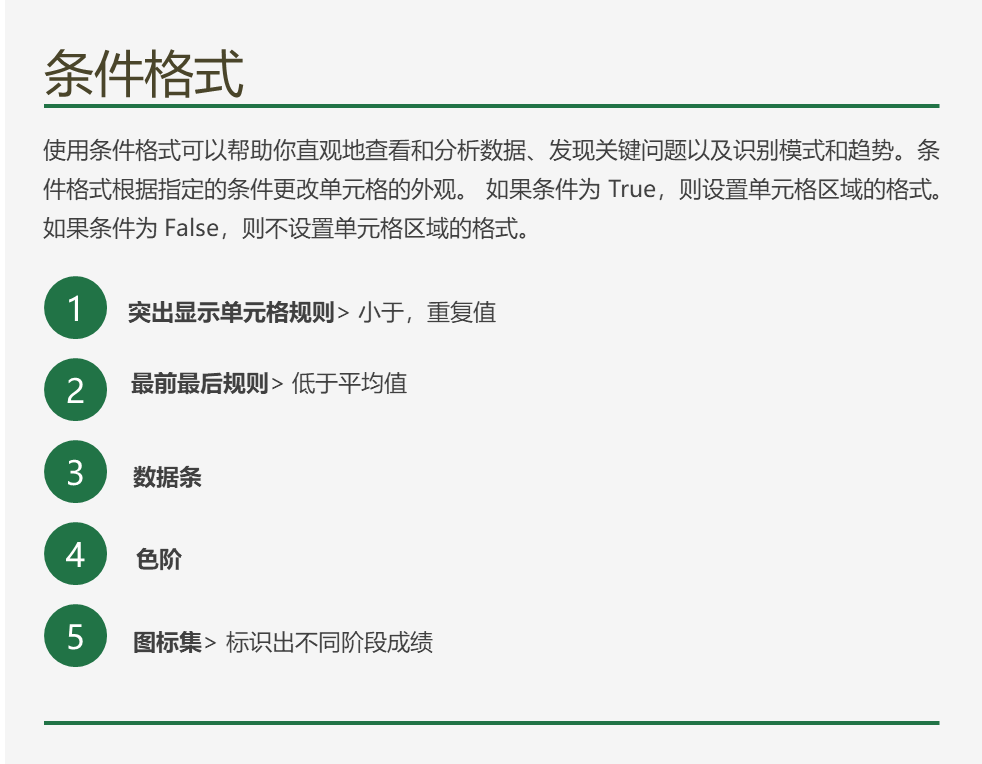 条件格式
使用条件格式可以帮助你直观地查看和分析数据、发现关键问题以及识别模式和趋势。条
件格式根据指定的条件更改单元格的外观。 如果条件为 True，则设置单元格区域的格式。
如果条件为 False，则不设置单元格区域的格式。
1 突出显示单元格规则> 小于，重复值
2 最前最后规则> 低于平均值
3 数据条
4 色阶
5 图标集> 标识出不同阶段成绩